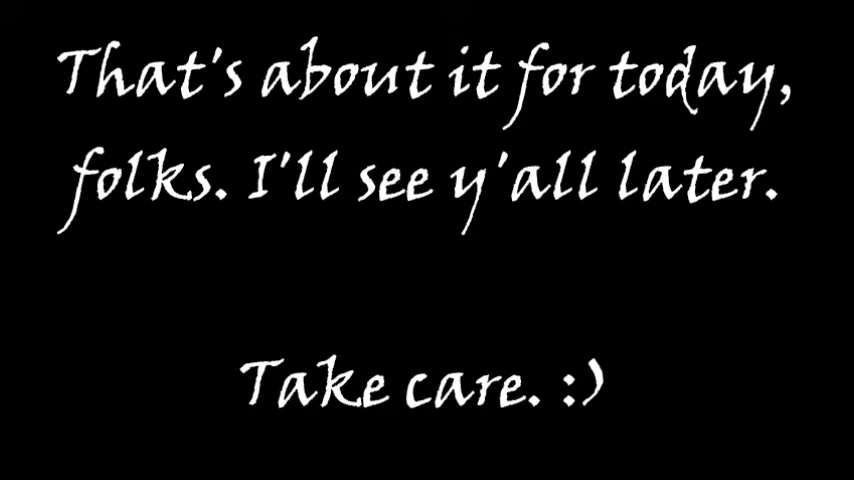 That's about it for today,
folks. I'll see y'all later.
Take care. :)